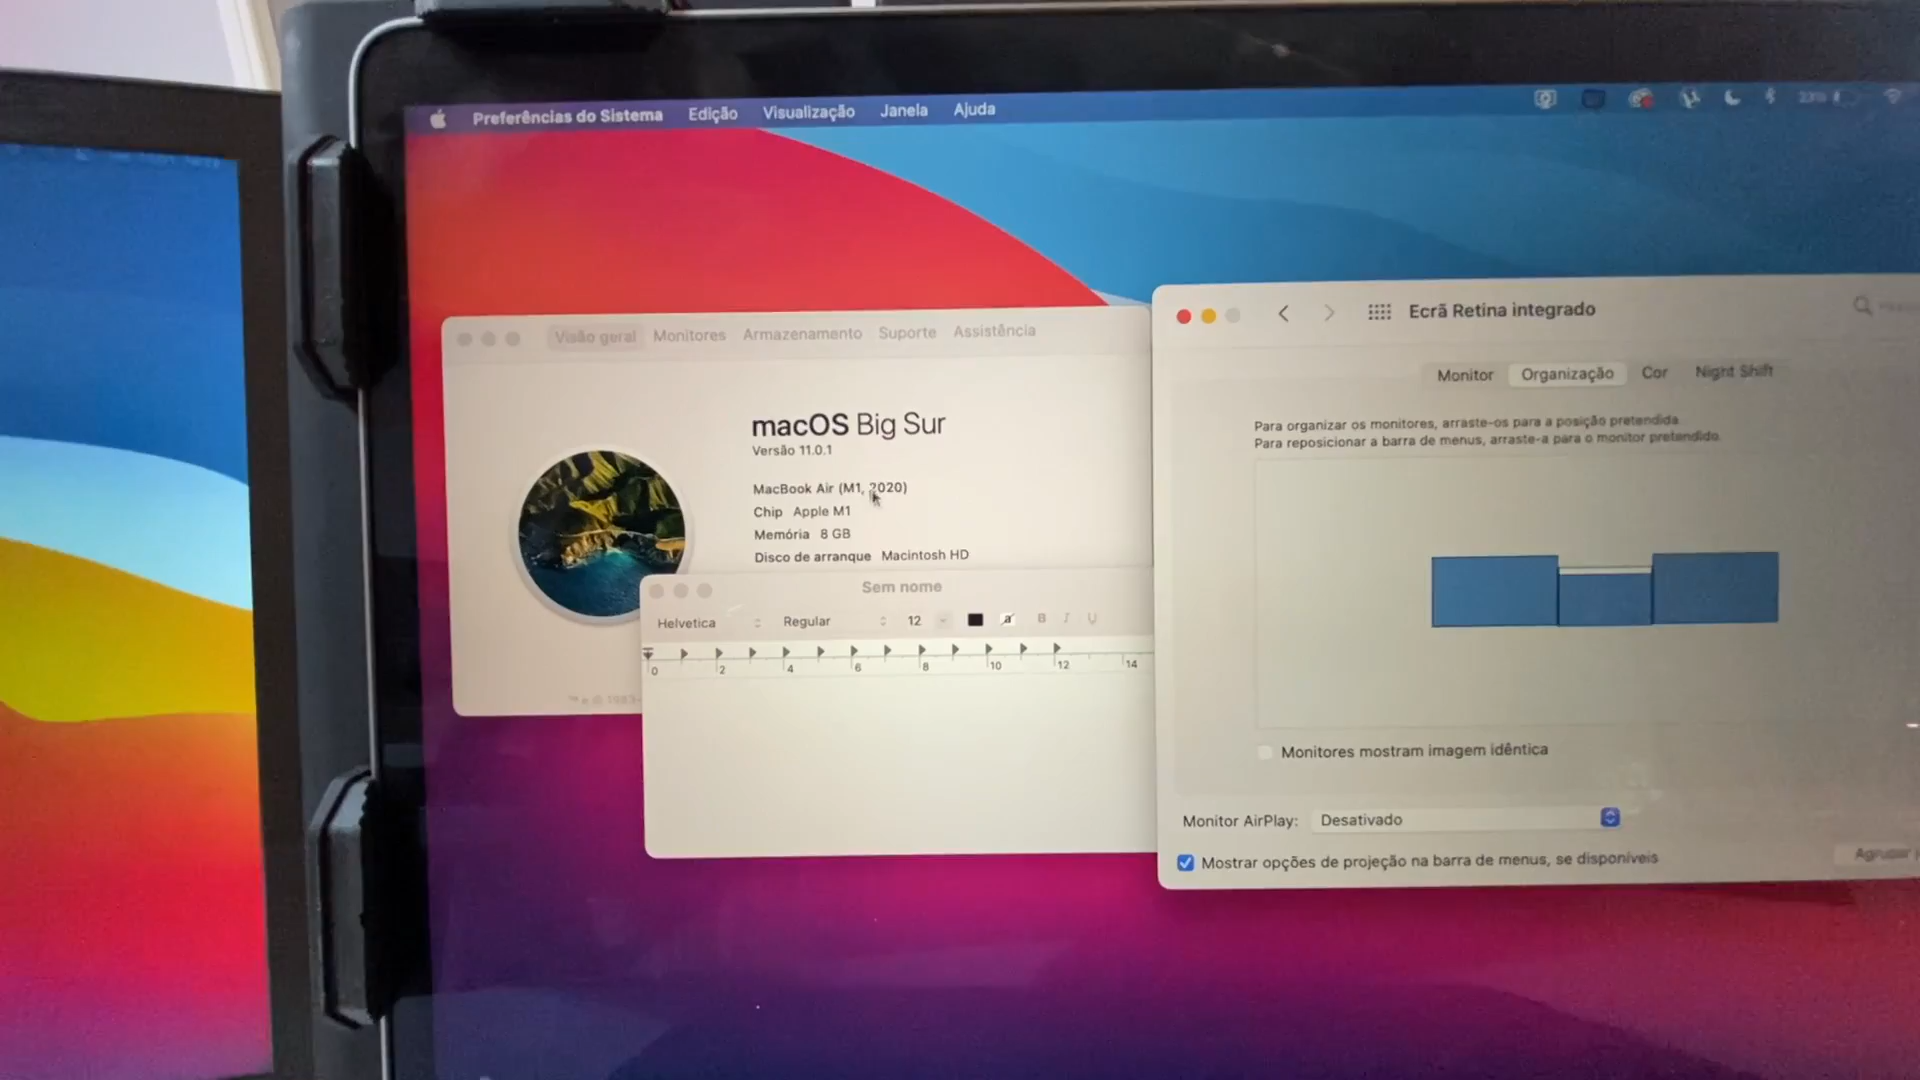 Preferências do Sistema Edição Visualização Janela Ajuda
Visão geral Monitores Armazenamento Suporte Assistência
macOS Big Sur
Versão 11.0.1
MacBook Air (M1, 2020)
Chip Apple M1
Memória 8 GB
Disco de arranque Macintosh HD
Sem nome
Helvetica Regular 12 a B I U
0 2 4 6 8 10 12 14
Ecrã Retina integrado
Monitor Organização Cor Night Shift
Para organizar os monitores, arraste-os para a posição pretendida.
Para reposicionar a barra de menus, arraste-a para o monitor pretendido.
Monitores mostram imagem idêntica
Monitor AirPlay: Desativado
Mostrar opções de projeção na barra de menus, se disponíveis